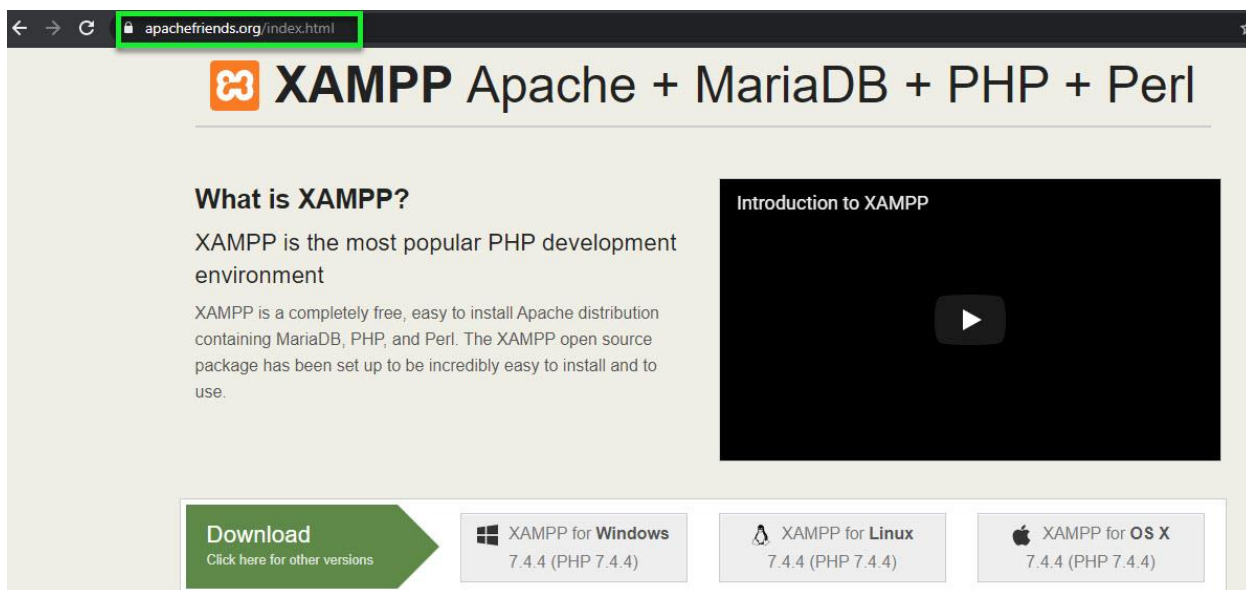 apachefriends.org/index.html
XAMPP Apache + MariaDB + PHP + Perl
What is XAMPP?
XAMPP is the most popular PHP development
environment
XAMPP is a completely free, easy to install Apache distribution
containing MariaDB, PHP, and Perl. The XAMPP open source
package has been set up to be incredibly easy to install and to
use.
Introduction to XAMPP
Download
Click here for other versions
XAMPP for Windows
7.4.4 (PHP 7.4.4)
XAMPP for Linux
7.4.4 (PHP 7.4.4)
XAMPP for OS X
7.4.4 (PHP 7.4.4)